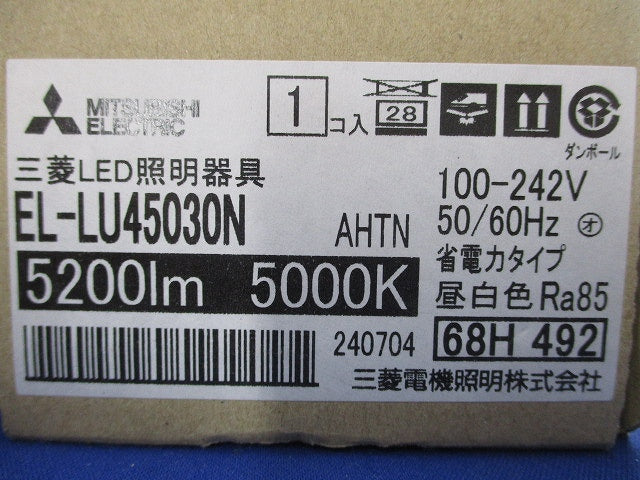 MITSUBISHI
ELECTRIC
1
コ入
28
ダンボール
三菱LED照明器具
EL-LU45030N
AHTN
5200lm 5000K
240704
100-242V
50/60Hz ㋔
省電力タイプ
昼白色 Ra85
68H 492
三菱電機照明株式会社